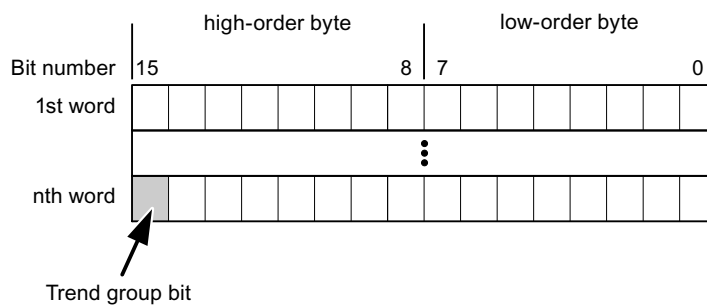 high-order byte low-order byte
Bit number 15 8 7 0
1st word
nth word
Trend group bit